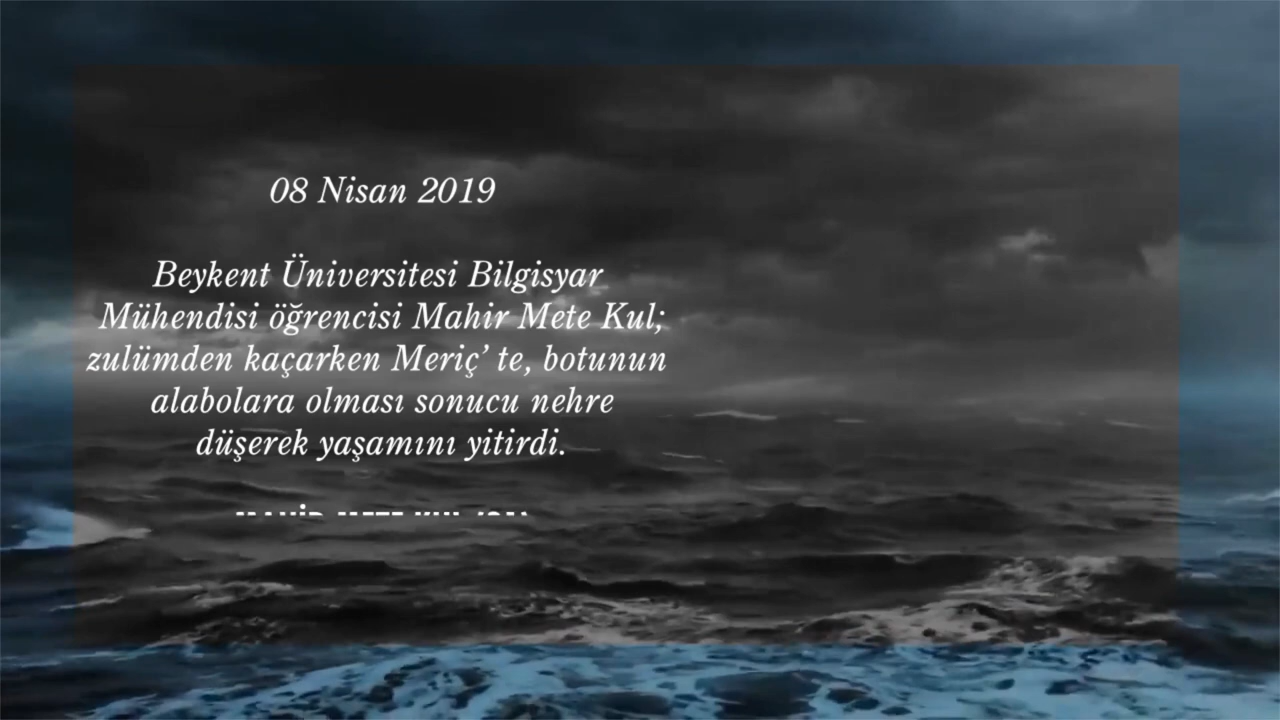 08 Nisan 2019
Beykent Üniversitesi Bilgisyar
Mühendisi öğrencisi Mahir Mete Kul;
zulümden kaçarken Meriç’ te, botunun
alabolara olması sonucu nehre
düşerek yaşamını yitirdi.